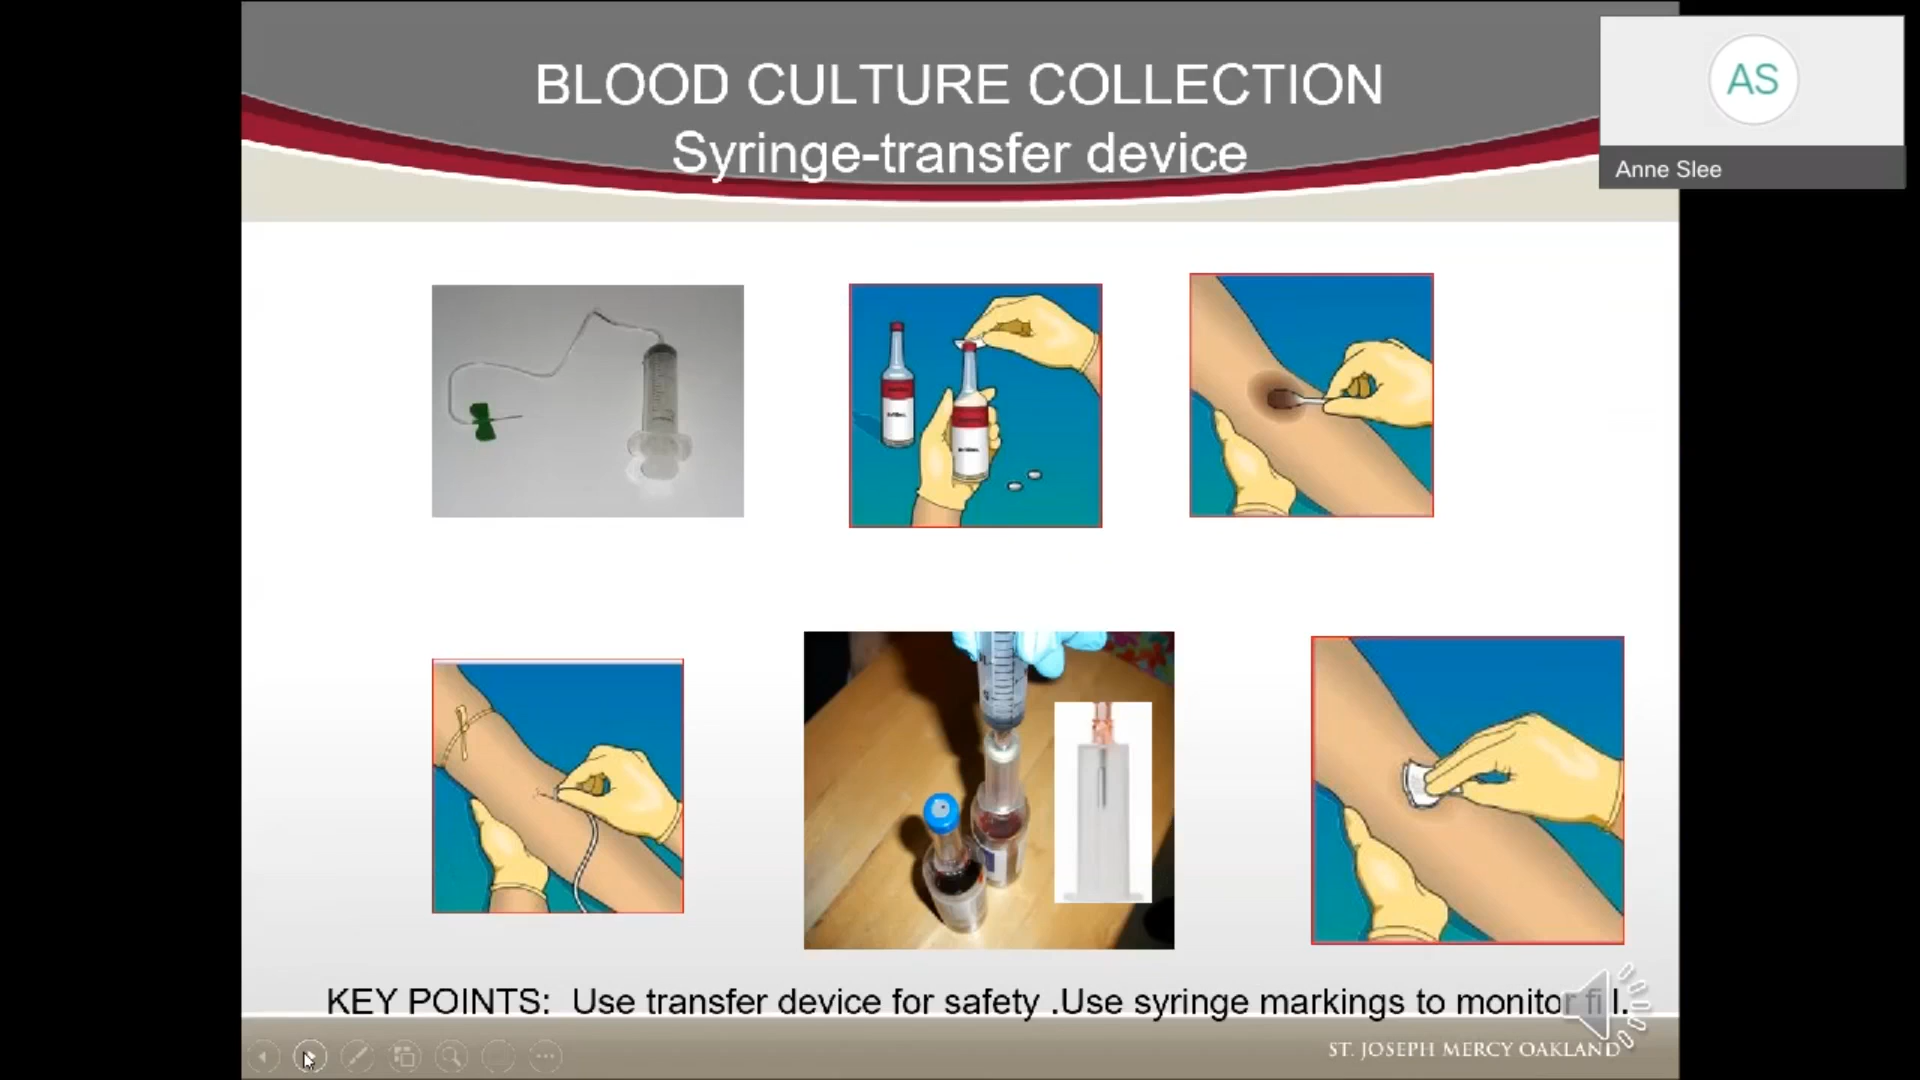 BLOOD CULTURE COLLECTION
Syringe-transfer device
AS
Anne Slee
KEY POINTS: Use transfer device for safety .Use syringe markings to monitor fill.
ST. JOSEPH MERCY OAKLAND